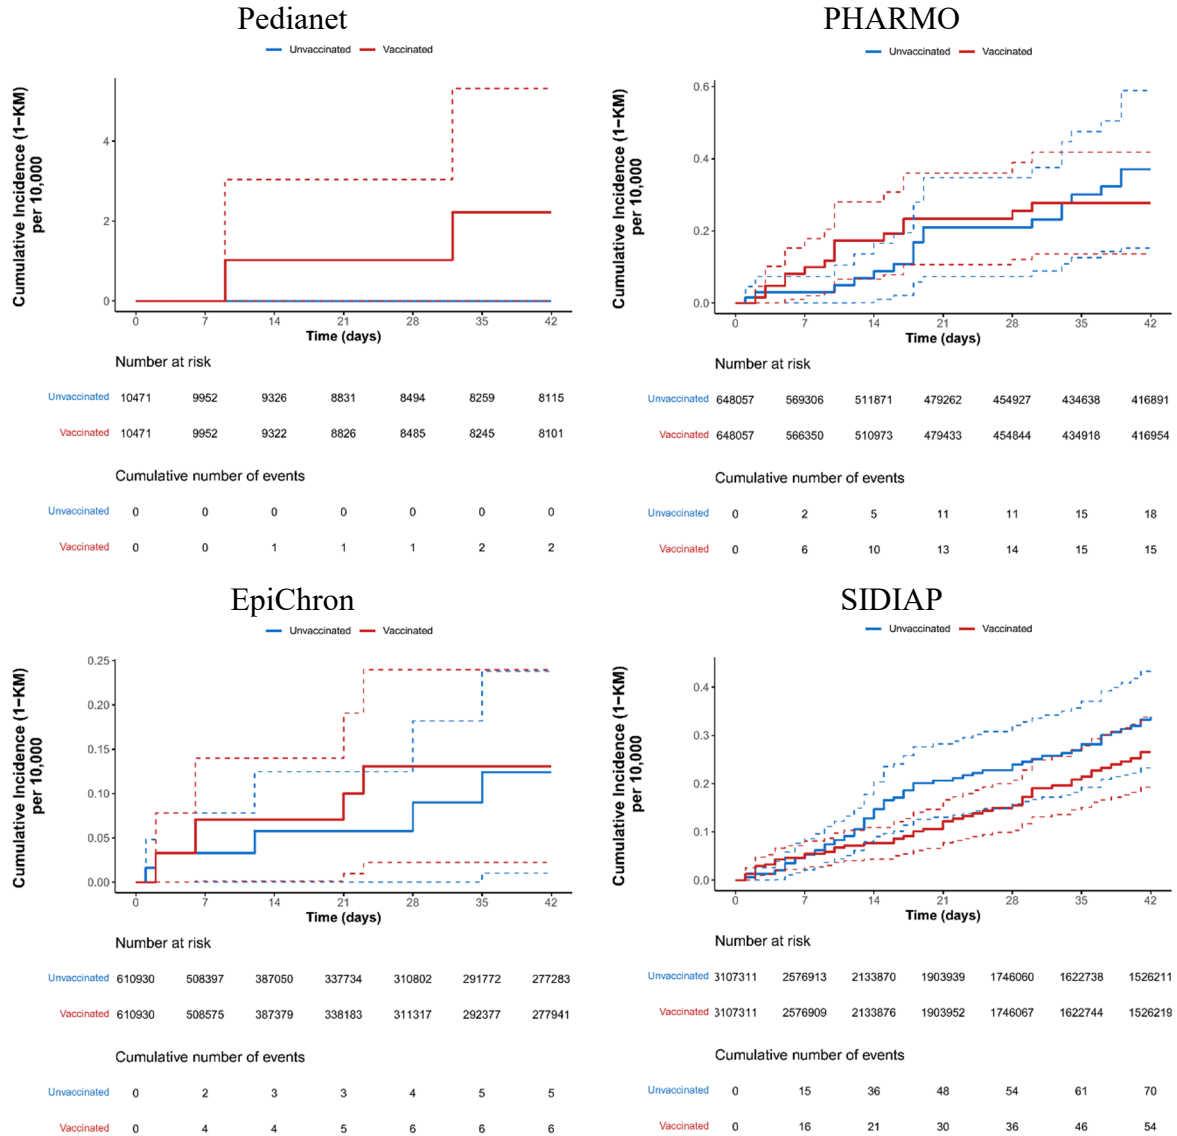 Pedianet
Unvaccinated Vaccinated
Cumulative Incidence (1−KM)
per 10,000
4
2
0
0 7 14 21 28 35 42
Time (days)
Number at risk
Unvaccinated 10471 9952 9326 8831 8494 8259 8115
Vaccinated 10471 9952 9322 8826 8485 8245 8101
Cumulative number of events
Unvaccinated 0 0 0 0 0 0 0
Vaccinated 0 0 1 1 1 2 2
PHARMO
Unvaccinated Vaccinated
Cumulative Incidence (1−KM)
per 10,000
0.6
0.4
0.2
0.0
0 7 14 21 28 35 42
Time (days)
Number at risk
Unvaccinated 648057 569306 511871 479262 454927 434638 416891
Vaccinated 648057 566350 510973 479433 454844 434918 416954
Cumulative number of events
Unvaccinated 0 2 5 11 11 15 18
Vaccinated 0 6 10 13 14 15 15
EpiChron
Unvaccinated Vaccinated
Cumulative Incidence (1−KM)
per 10,000
0.25
0.20
0.15
0.10
0.05
0.00
0 7 14 21 28 35 42
Time (days)
Number at risk
Unvaccinated 610930 508397 387050 337734 310802 291772 277283
Vaccinated 610930 508575 387379 338183 311317 292377 277941
Cumulative number of events
Unvaccinated 0 2 3 3 4 5 5
Vaccinated 0 4 4 5 6 6 6
SIDIAP
Unvaccinated Vaccinated
Cumulative Incidence (1−KM)
per 10,000
0.4
0.3
0.2
0.1
0.0
0 7 14 21 28 35 42
Time (days)
Number at risk
Unvaccinated 3107311 2576913 2133870 1903939 1746060 1622738 1526211
Vaccinated 3107311 2576909 2133876 1903952 1746067 1622744 1526219
Cumulative number of events
Unvaccinated 0 15 36 48 54 61 70
Vaccinated 0 16 21 30 36 46 54